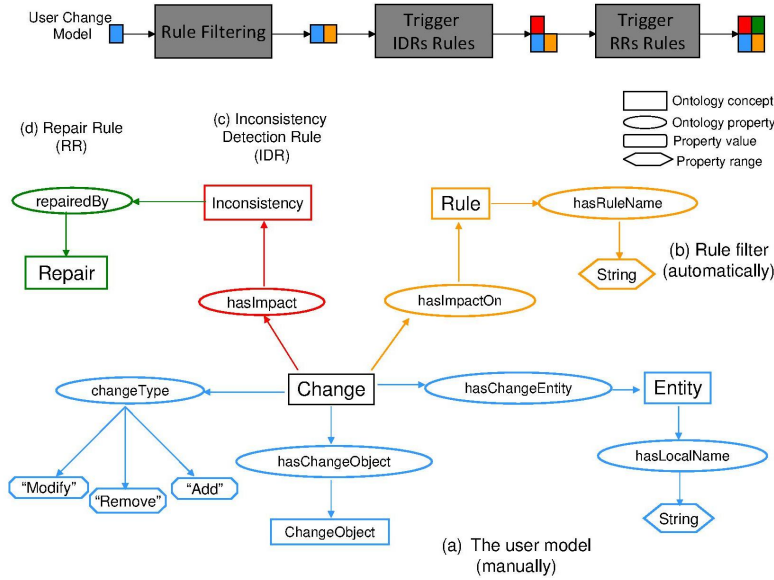 User Change
Model
Rule Filtering
Trigger
IDRs Rules
Trigger
RRs Rules
(d) Repair Rule
(RR)
(c) Inconsistency
Detection Rule
(IDR)
Ontology concept
Ontology property
Property value
Property range
repairedBy
Inconsistency
Rule
hasRuleName
Repair
(b) Rule filter
(automatically)
String
hasImpact
hasImpactOn
changeType
Change
hasChangeEntity
Entity
hasChangeObject
hasLocalName
“Modify”
“Remove”
“Add”
ChangeObject
String
(a) The user model
(manually)